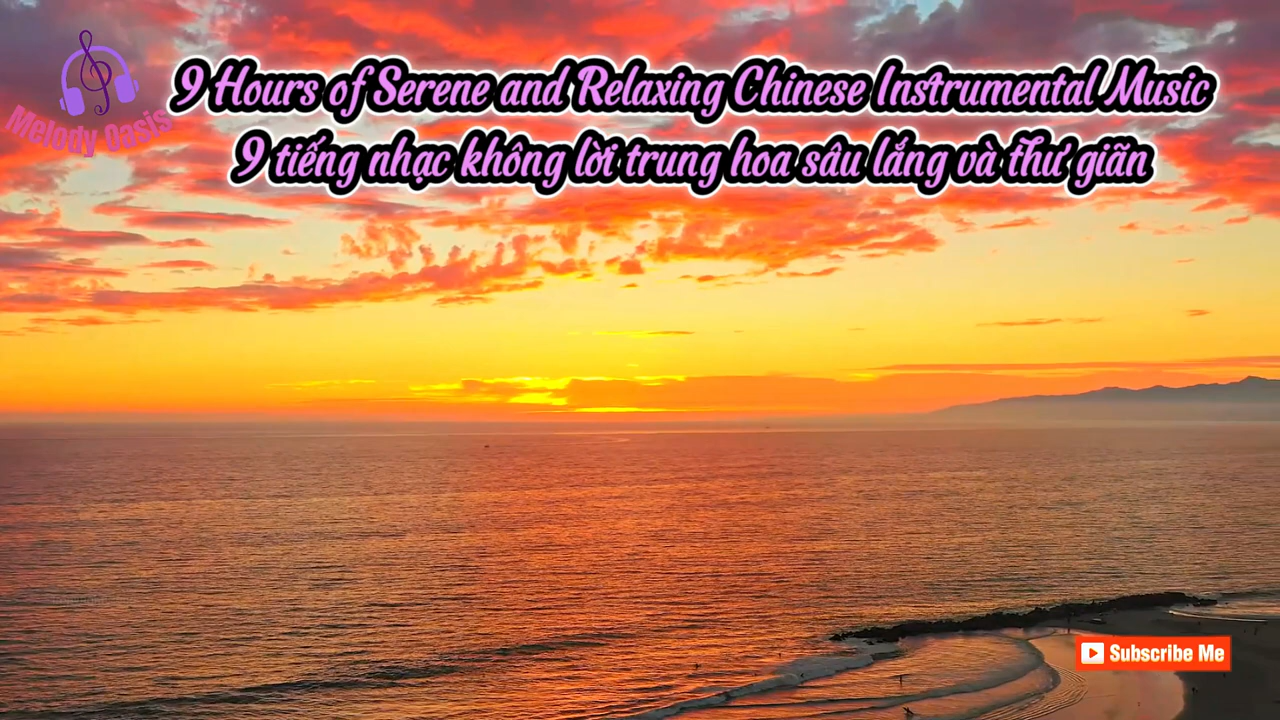 Melody Oasis
9 Hours of Serene and Relaxing Chinese Instrumental Music
9 tiếng nhạc không lời trung hoa sâu lắng và thư giãn
Subscribe Me